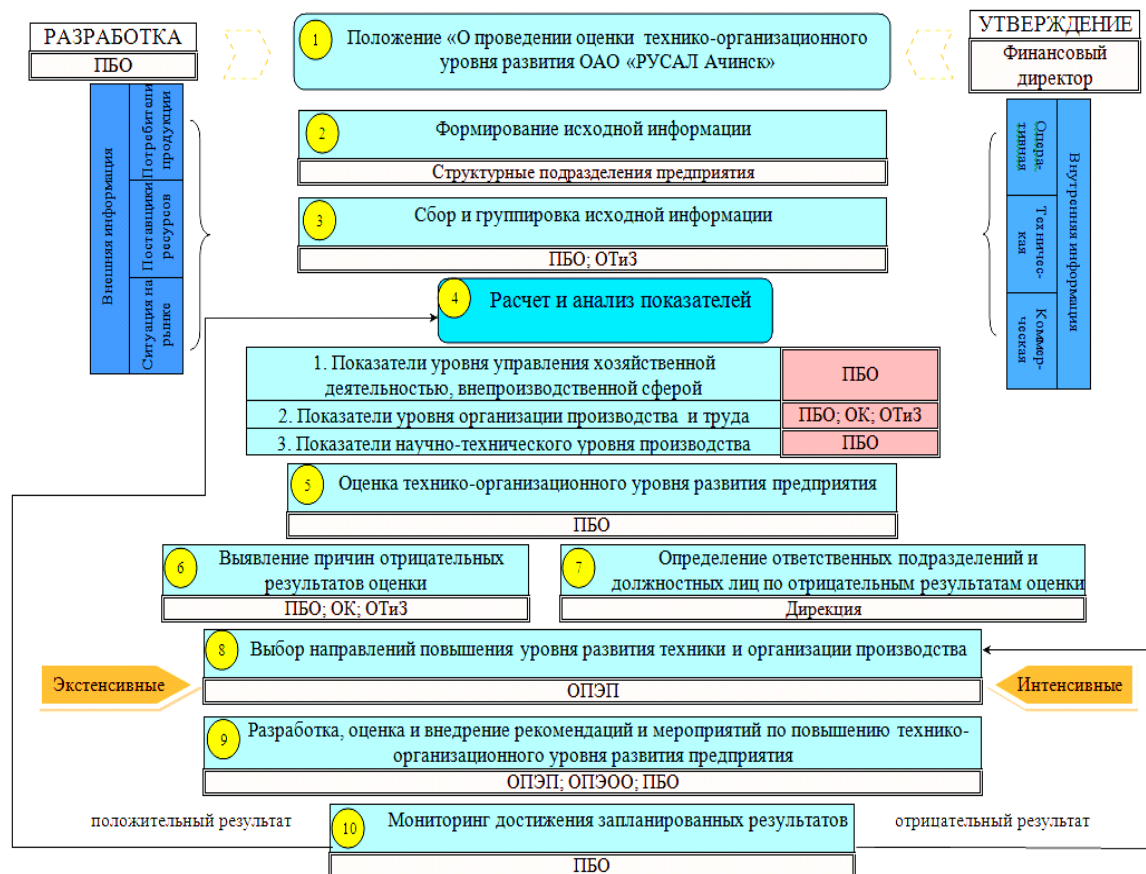 РАЗРАБОТКА
ПБО
1
Положение «О проведении оценки технико-организационного
уровня развития ОАО «РУСАЛ Ачинск»
УТВЕРЖДЕНИЕ
Финансовый
директор
Внешняя информация
Потребители
продукции
Поставщики
ресурсов
Ситуация на
рынке
2
Формирование исходной информации
Структурные подразделения предприятия
3
Сбор и группировка исходной информации
ПБО; ОТиЗ
Опера-
тивная
Техничес-
кая
Коммер-
ческая
Внутренняя информация
4
Расчет и анализ показателей
1. Показатели уровня управления хозяйственной
деятельностью, внепроизводственной сферой
ПБО
2. Показатели уровня организации производства и труда
ПБО; ОК; ОТиЗ
3. Показатели научно-технического уровня производства
ПБО
5
Оценка технико-организационного уровня развития предприятия
ПБО
6
Выявление причин отрицательных
результатов оценки
ПБО; ОК; ОТиЗ
7
Определение ответственных подразделений и
должностных лиц по отрицательным результатам оценки
Дирекция
8
Выбор направлений повышения уровня развития техники и организации производства
ОПЭП
Экстенсивные
Интенсивные
9
Разработка, оценка и внедрение рекомендаций и мероприятий по повышению технико-
организационного уровня развития предприятия
ОПЭП; ОПЭОО; ПБО
положительный результат
10
Мониторинг достижения запланированных результатов
ПБО
отрицательный результат